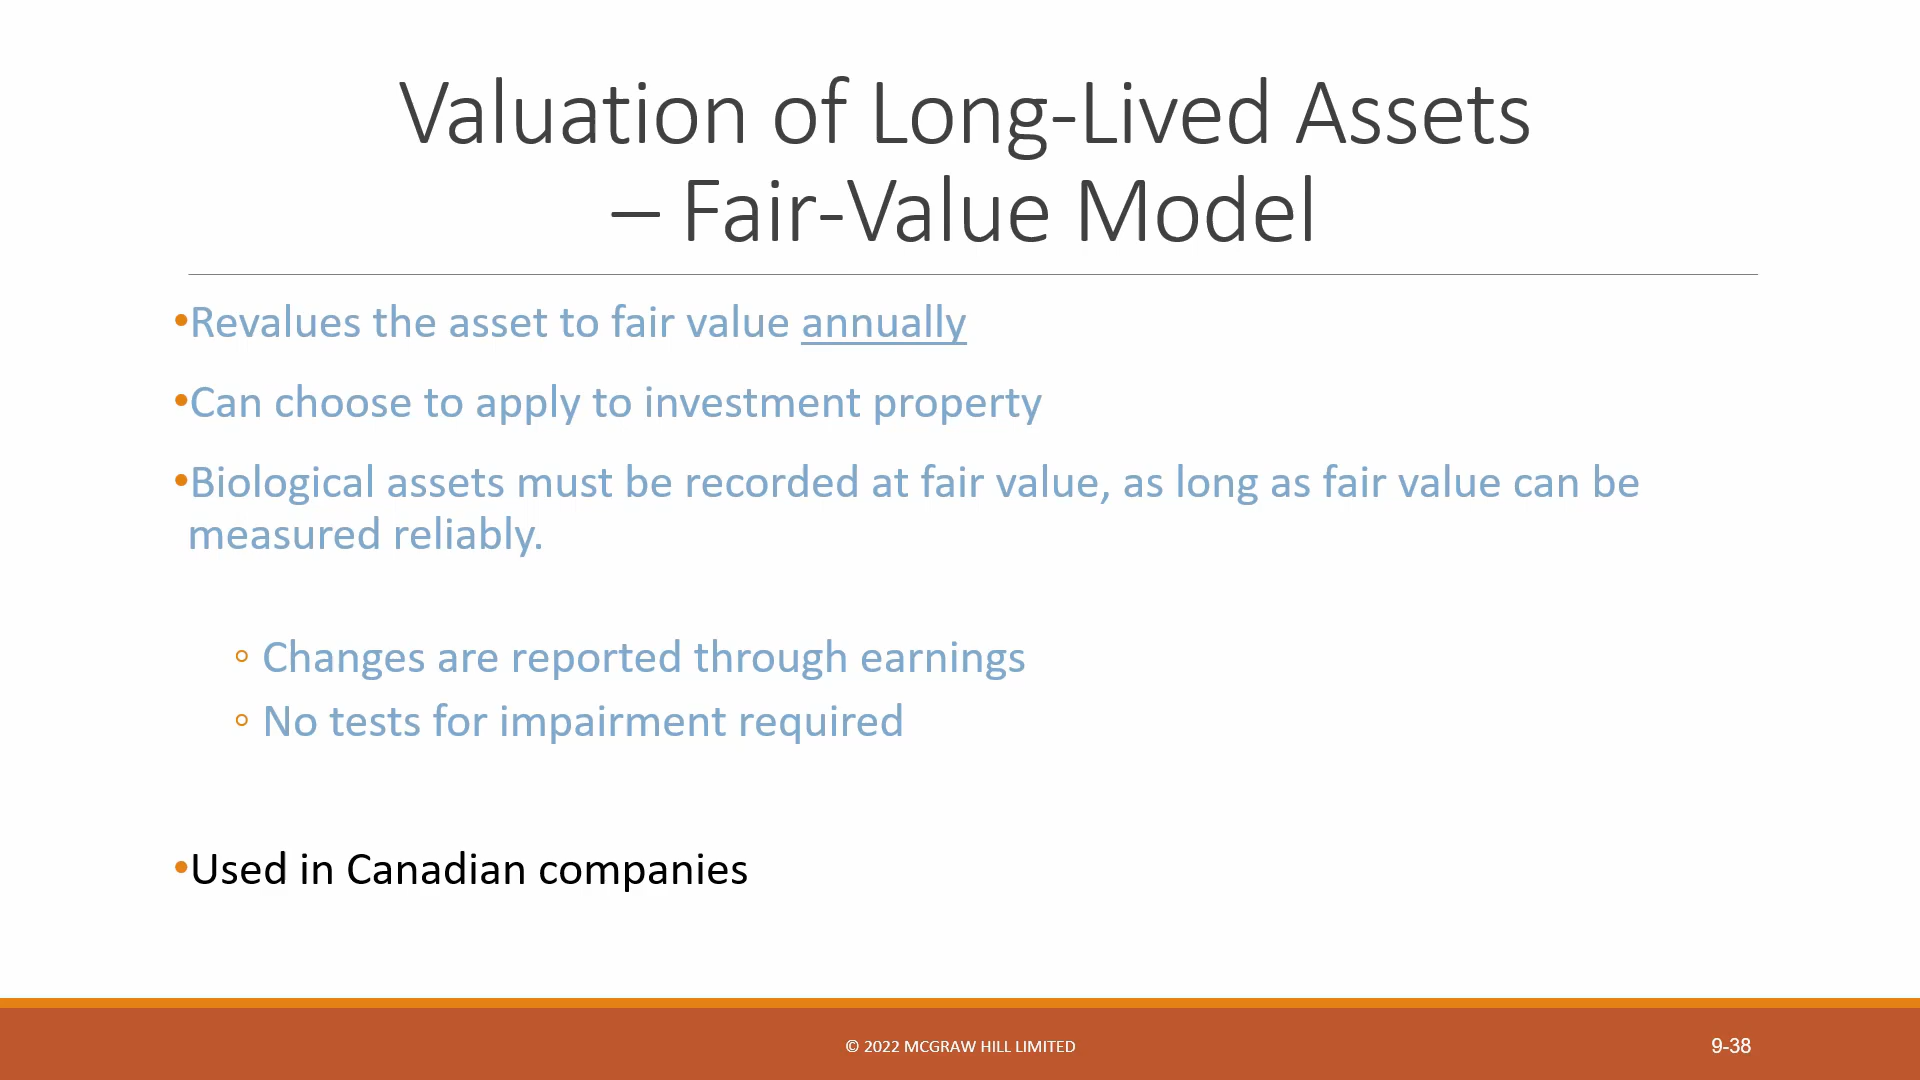 Valuation of Long-Lived Assets
– Fair-Value Model
•Revalues the asset to fair value annually
•Can choose to apply to investment property
•Biological assets must be recorded at fair value, as long as fair value can be
measured reliably.
◦ Changes are reported through earnings
◦ No tests for impairment required
•Used in Canadian companies
© 2022 MCGRAW HILL LIMITED
9-38